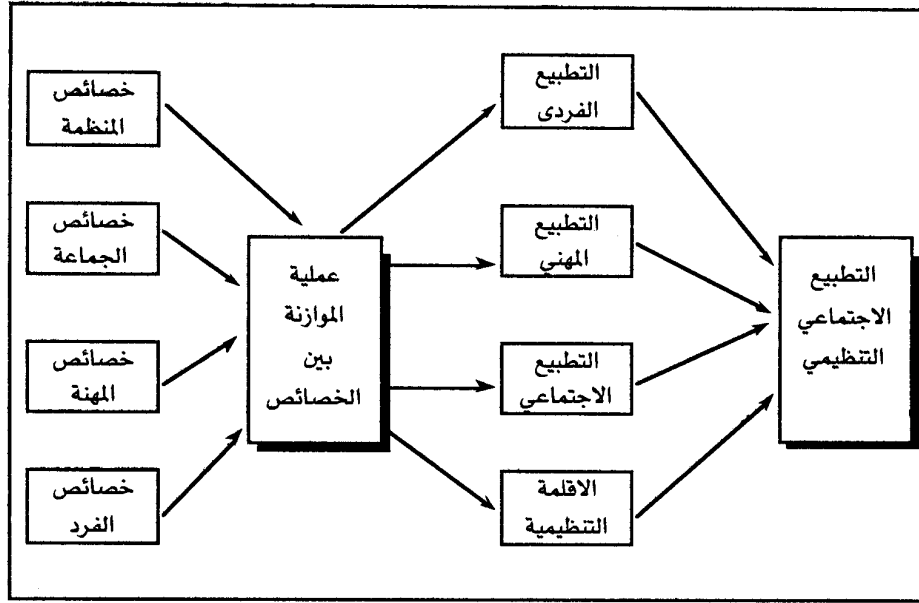 خصائص
المنظمة
خصائص
الجماعة
خصائص
المهنة
خصائص
الفرد
عملية
الموازنة
بين
الخصائص
التطبيع
الفردى
التطبيع
المهني
التطبيع
الاجتماعي
الاقلمة
التنظيمية
التطبيع
الاجتماعي
التنظيمي